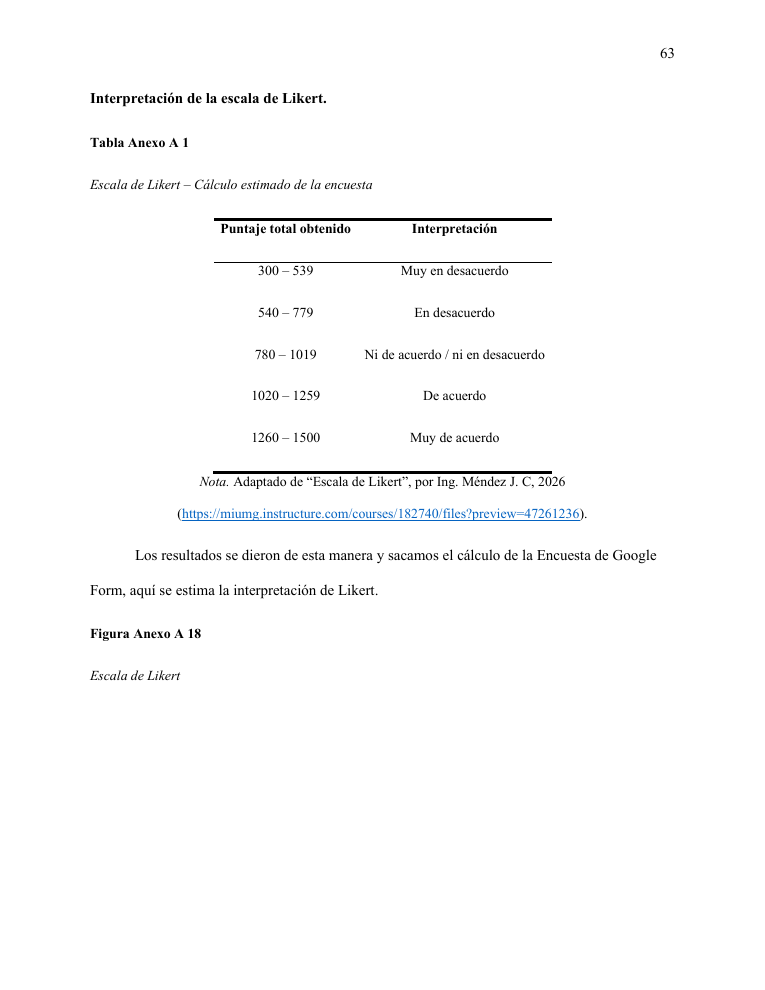 63
Interpretación de la escala de Likert.
Tabla Anexo A 1
Escala de Likert – Cálculo estimado de la encuesta
Puntaje total obtenido Interpretación
300 – 539 Muy en desacuerdo
540 – 779 En desacuerdo
780 – 1019 Ni de acuerdo / ni en desacuerdo
1020 – 1259 De acuerdo
1260 – 1500 Muy de acuerdo
Nota. Adaptado de “Escala de Likert”, por Ing. Méndez J. C, 2026
(https://miumg.instructure.com/courses/182740/files?preview=47261236).
Los resultados se dieron de esta manera y sacamos el cálculo de la Encuesta de Google
Form, aquí se estima la interpretación de Likert.
Figura Anexo A 18
Escala de Likert